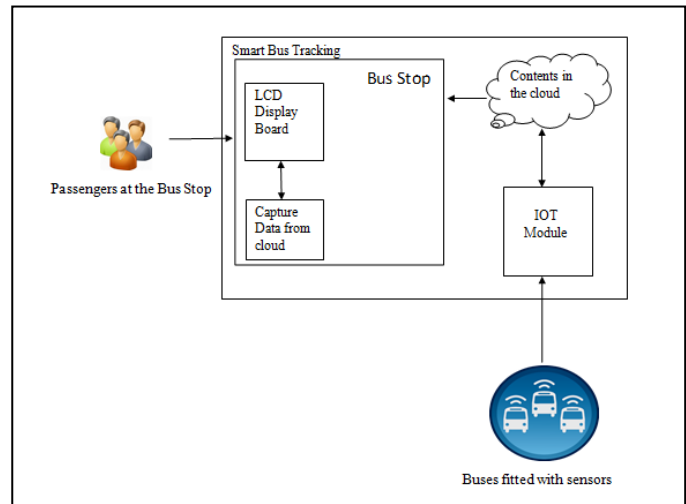 Smart Bus Tracking
Bus Stop
LCD
Display
Board
Contents in
the cloud
Passengers at the Bus Stop
Capture
Data from
cloud
IOT
Module
Buses fitted with sensors